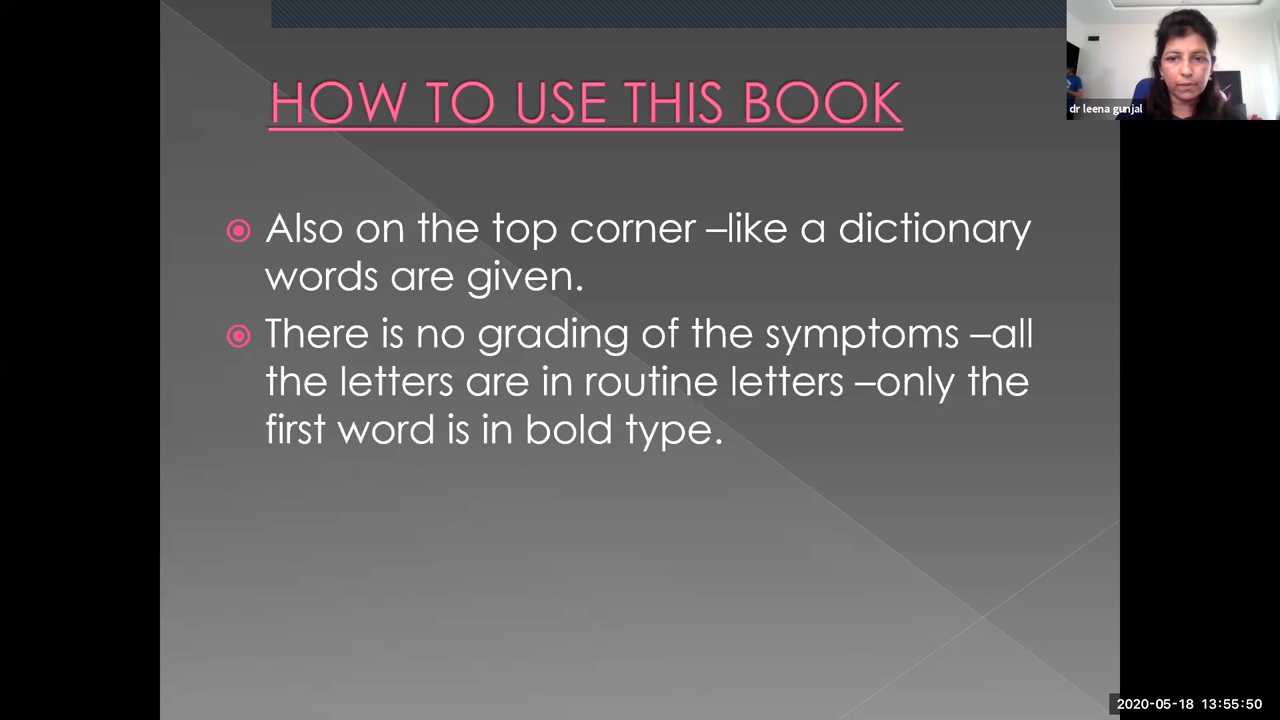 HOW TO USE THIS BOOK
dr leena gunjal
Also on the top corner –like a dictionary
words are given.
There is no grading of the symptoms –all
the letters are in routine letters –only the
first word is in bold type.
2020-05-18 13:55:50